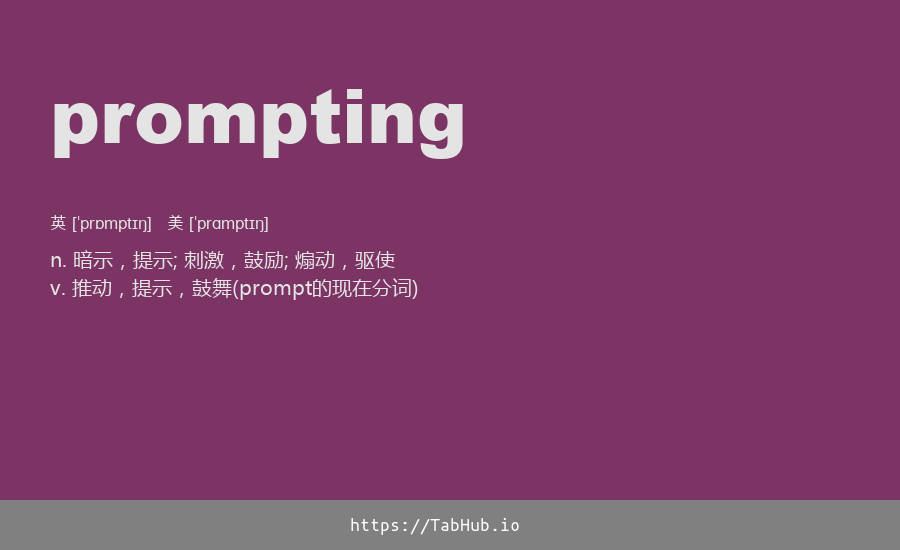 prompting
英 [ˈprɒmptɪŋ] 美 [ˈprɑmptɪŋ]
n. 暗示，提示; 刺激，鼓励; 煽动，驱使
v. 推动，提示，鼓舞(prompt的现在分词)
https://TabHub.io